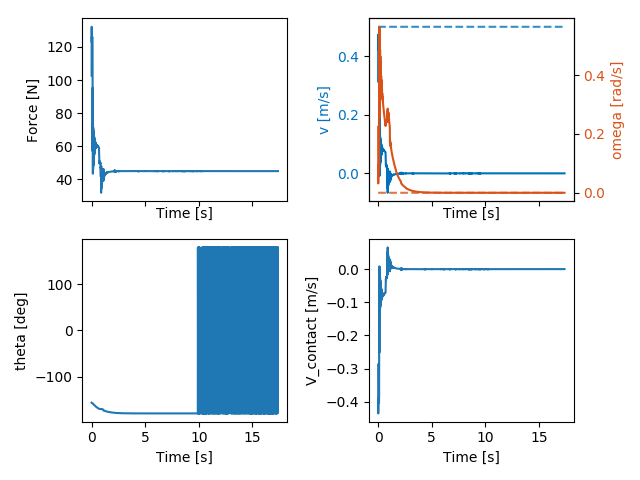 Force [N]
120
100
80
60
40
Time [s]
v [m/s]
0.4
0.2
0.0
omega [rad/s]
0.4
0.2
0.0
Time [s]
theta [deg]
100
0
−100
0 5 10 15
Time [s]
V_contact [m/s]
0.0
−0.1
−0.2
−0.3
−0.4
0 5 10 15
Time [s]